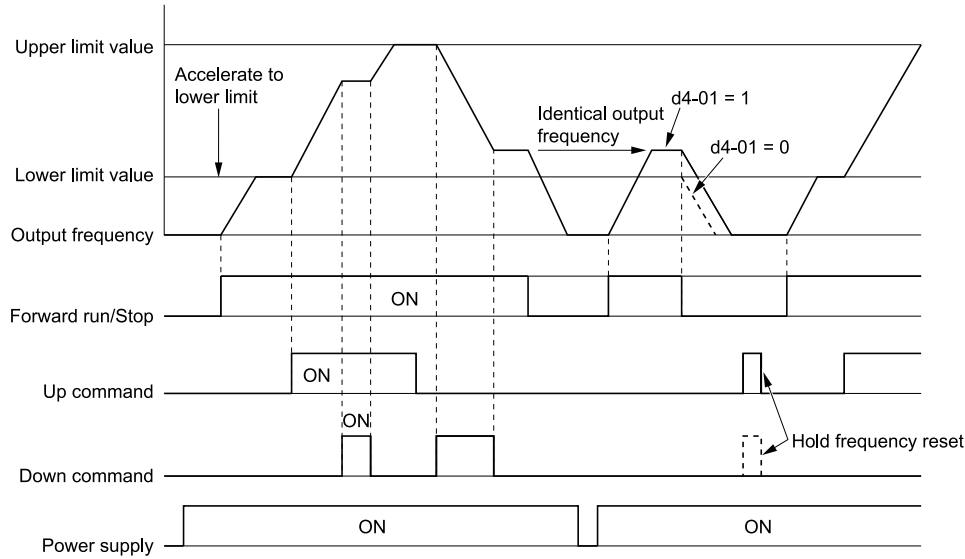 Upper limit value
Accelerate to
lower limit
d4-01 = 1
Identical output
frequency
d4-01 = 0
Lower limit value
Output frequency
ON
Forward run/Stop
ON
Up command
ON
Hold frequency reset
Down command
ON
ON
Power supply